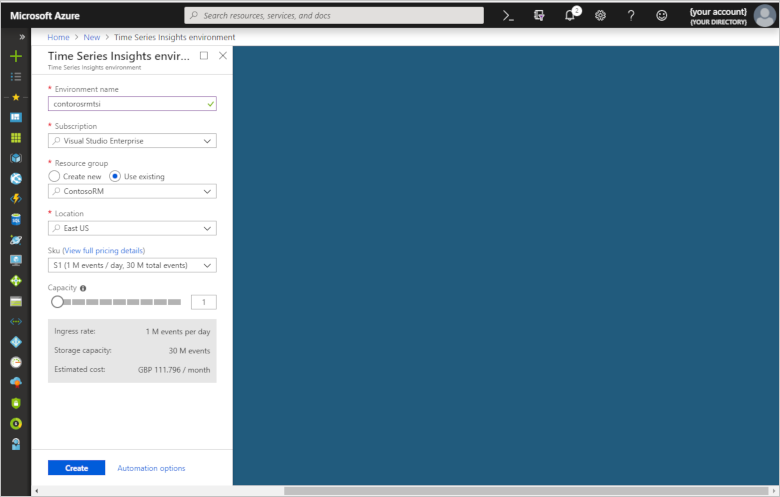 Microsoft Azure
Search resources, services, and docs
2
{your account}
{YOUR DIRECTORY}
Home > New > Time Series Insights environment
Time Series Insights envir...
Time Series Insights environment
* Environment name
contorosrmtsi
* Subscription
Visual Studio Enterprise
* Resource group
Create new Use existing
ContosoRM
* Location
East US
Sku (View full pricing details)
S1 (1 M events / day, 30 M total events)
Capacity
1
Ingress rate: 1 M events per day
Storage capacity: 30 M events
Estimated cost: GBP 111.796 / month
Create Automation options